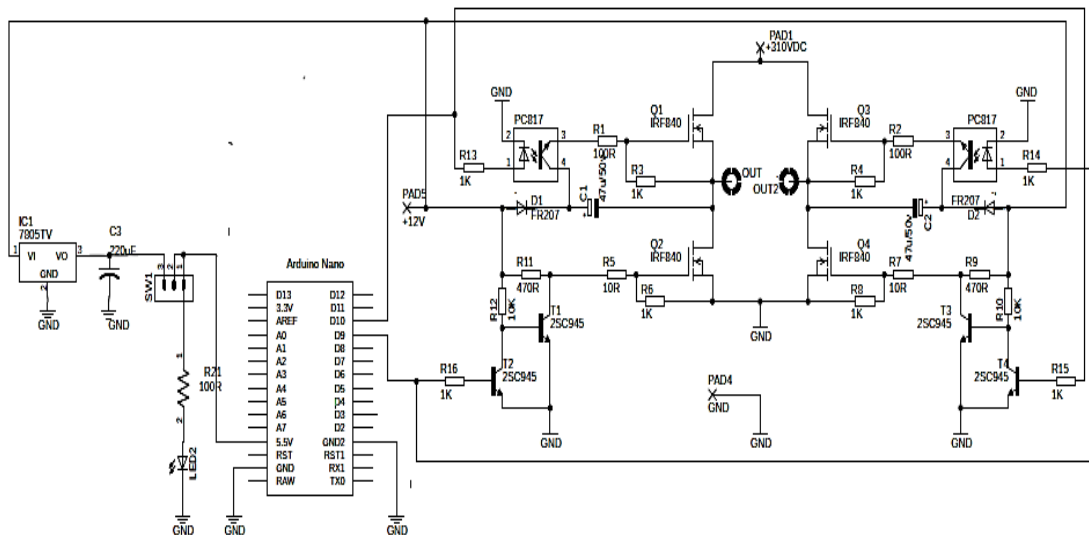 PAD1
+310VDC
GND
PC817
2
1
3
4
R13
1K
R1
100R
R3
1K
Q1
IRF840
Q3
IRF840
R2
100R
R4
1K
GND
PC817
3
4
2
1
R14
1K
OUT
OUT2
PAD5
+12V
D1
FR207
C1
47u/50v
47u/50v
C2
FR207
D2
IC1
7805TV
1
VI
VO
3
GND
2
GND
C3
220uF
GND
SW1
3
2
1
1
R21
100R
2
LED2
GND
Arduino Nano
D13
3.3V
AREF
A0
A1
A2
A3
A4
A5
A6
A7
5.5V
RST
GND
RAW
D12
D11
D10
D9
D8
D7
D6
D5
D4
D3
D2
GND2
RST1
RX1
TX0
GND
GND
R11
470R
R5
10R
R6
1K
Q2
IRF840
Q4
IRF840
R7
10R
R8
1K
R9
470R
R12
10K
T1
2SC945
T3
2SC945
R10
10K
R16
1K
T2
2SC945
T4
2SC945
R15
1K
GND
PAD4
GND
GND
GND
GND